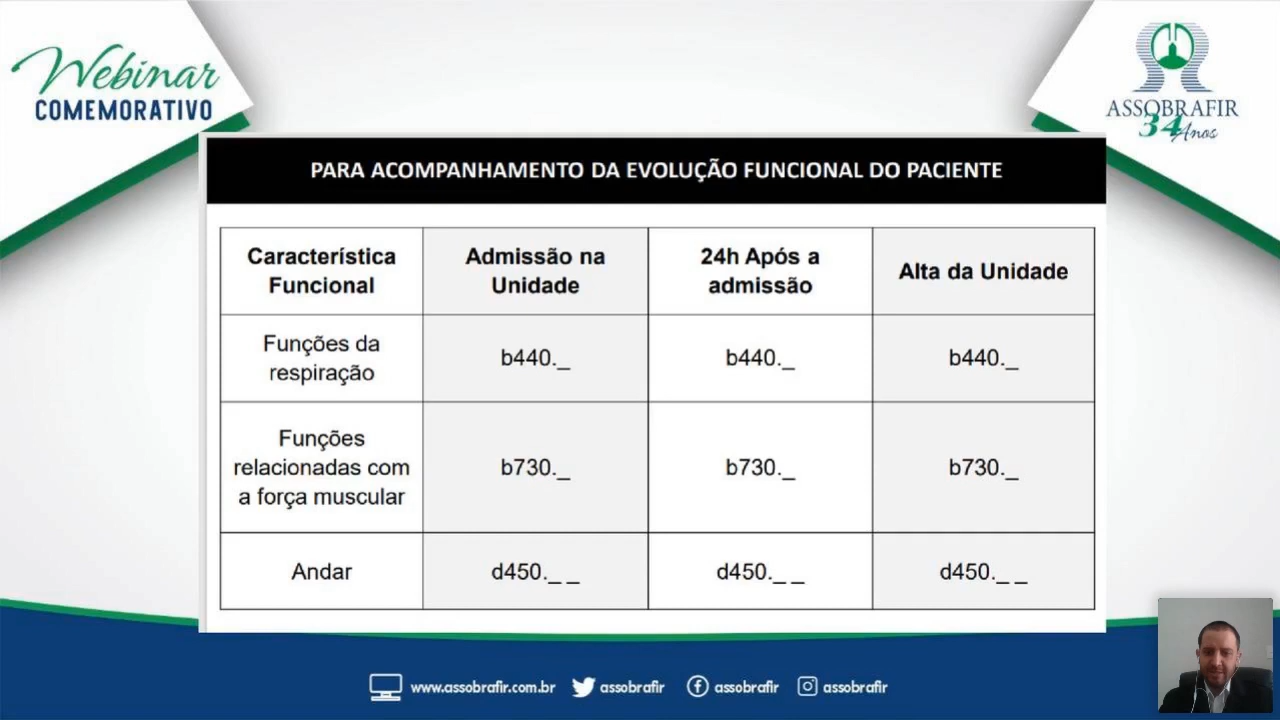 Webinar
COMEMORATIVO
ASSOBRAFIR
34 Anos
PARA ACOMPANHAMENTO DA EVOLUÇÃO FUNCIONAL DO PACIENTE
Característica
Funcional
Admissão na
Unidade
24h Após a
admissão
Alta da Unidade
Funções da
respiração
b440._
b440._
b440._
Funções
relacionadas com
a força muscular
b730._
b730._
b730._
Andar
d450._ _
d450._ _
d450._ _
www.assobrafir.com.br assobrafir assobrafir assobrafir